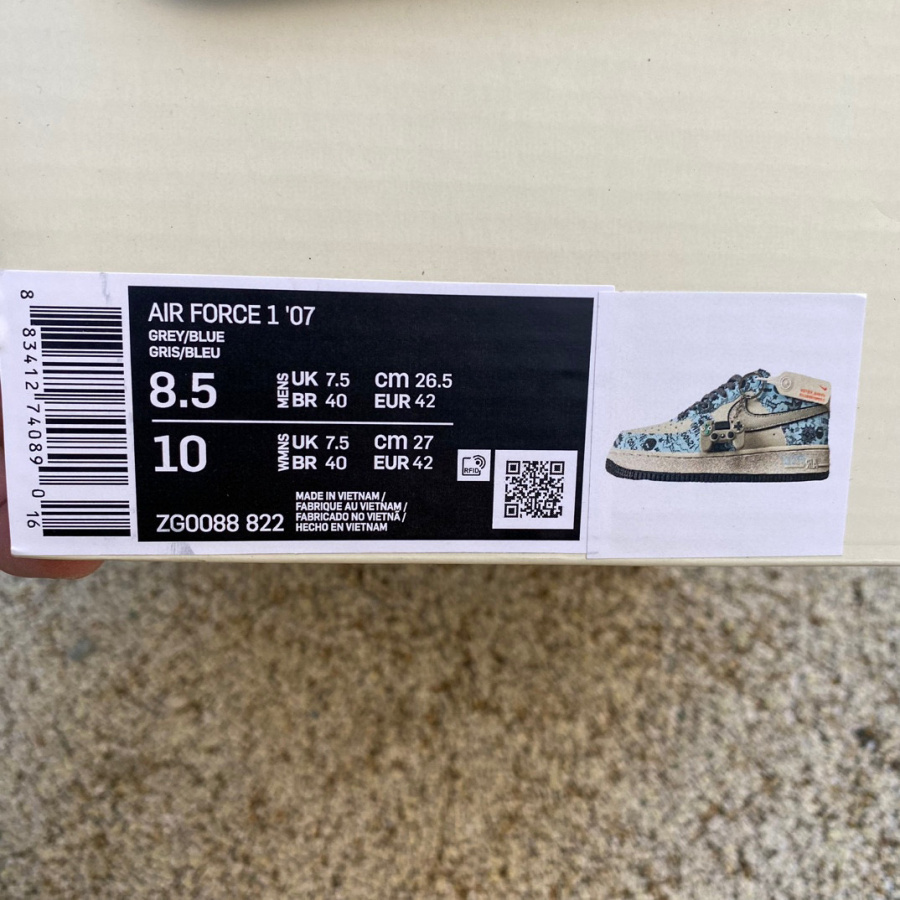 8 83412 74089 0 16
AIR FORCE 1 '07
GREY/BLUE
GRIS/BLEU
8.5 MENS UK 7.5 cm 26.5
BR 40 EUR 42
10 WMNS UK 7.5 cm 27
BR 40 EUR 42
RFID
ZG0088 822
MADE IN VIETNAM /
FABRIQUE AU VIETNAM /
FABRICADO NO VIETNÃ /
HECHO EN VIETNAM